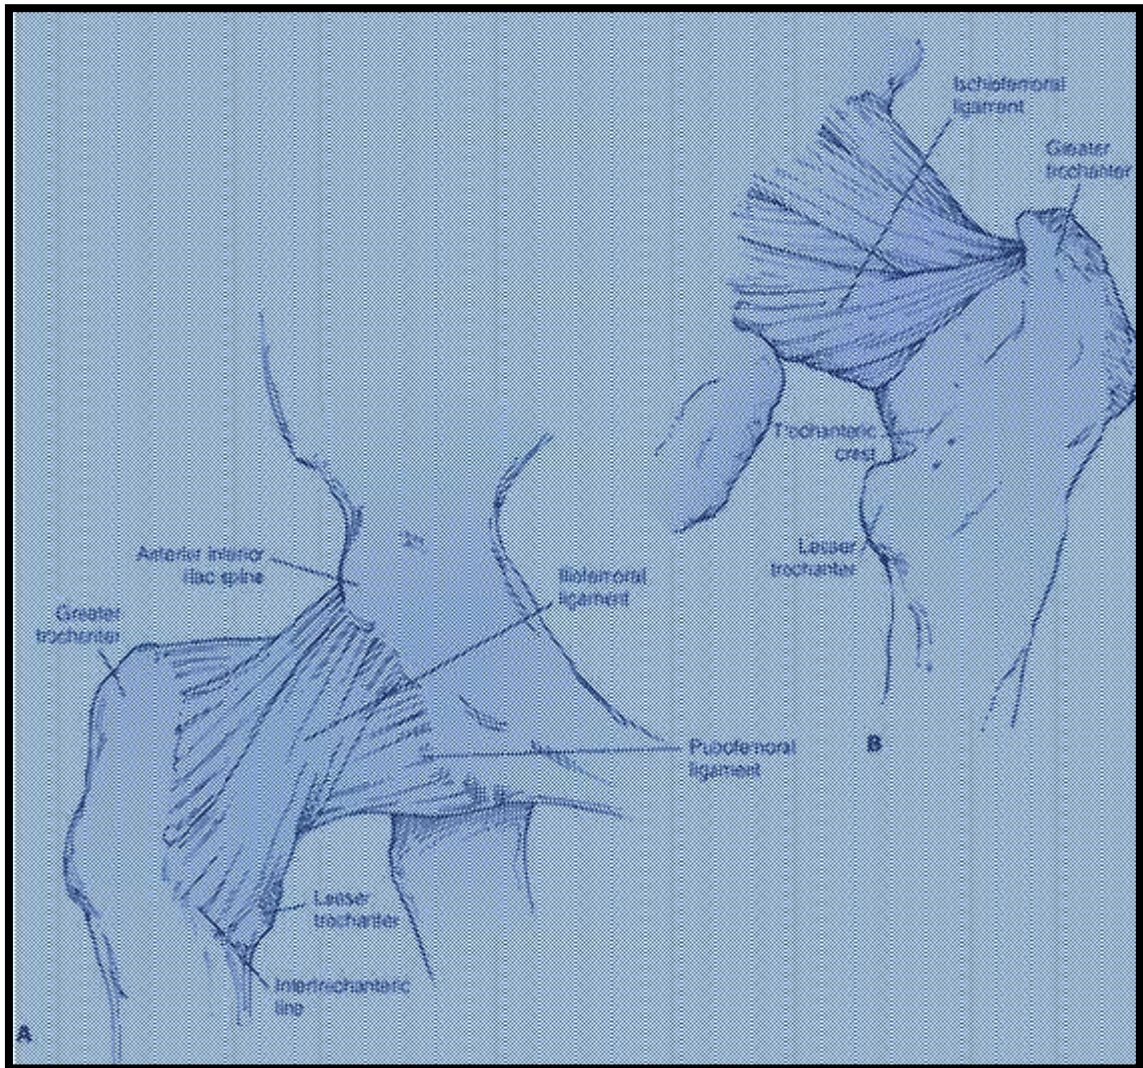 Ischiofemoral
ligament
Greater
trochanter
Trochanteric
crest
Lesser
trochanter
B
Anterior inferior
iliac spine
Greater
trochanter
Iliofemoral
ligament
Pubofemoral
ligament
Lesser
trochanter
Intertrochanteric
line
A